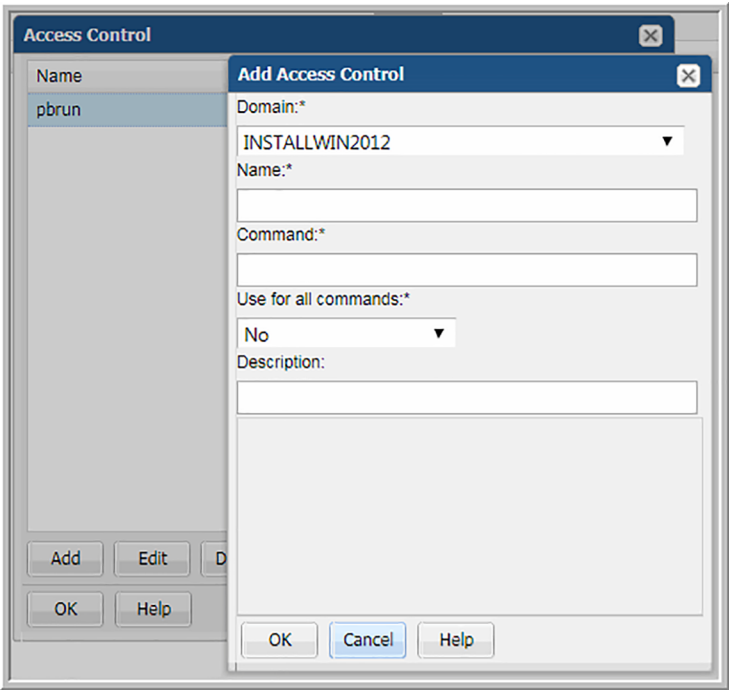 Access Control
Name
pbrun
Add
Edit
D
OK
Help
Add Access Control
Domain:*
INSTALLWIN2012
Name:*
Command:*
Use for all commands:*
No
Description:
OK
Cancel
Help